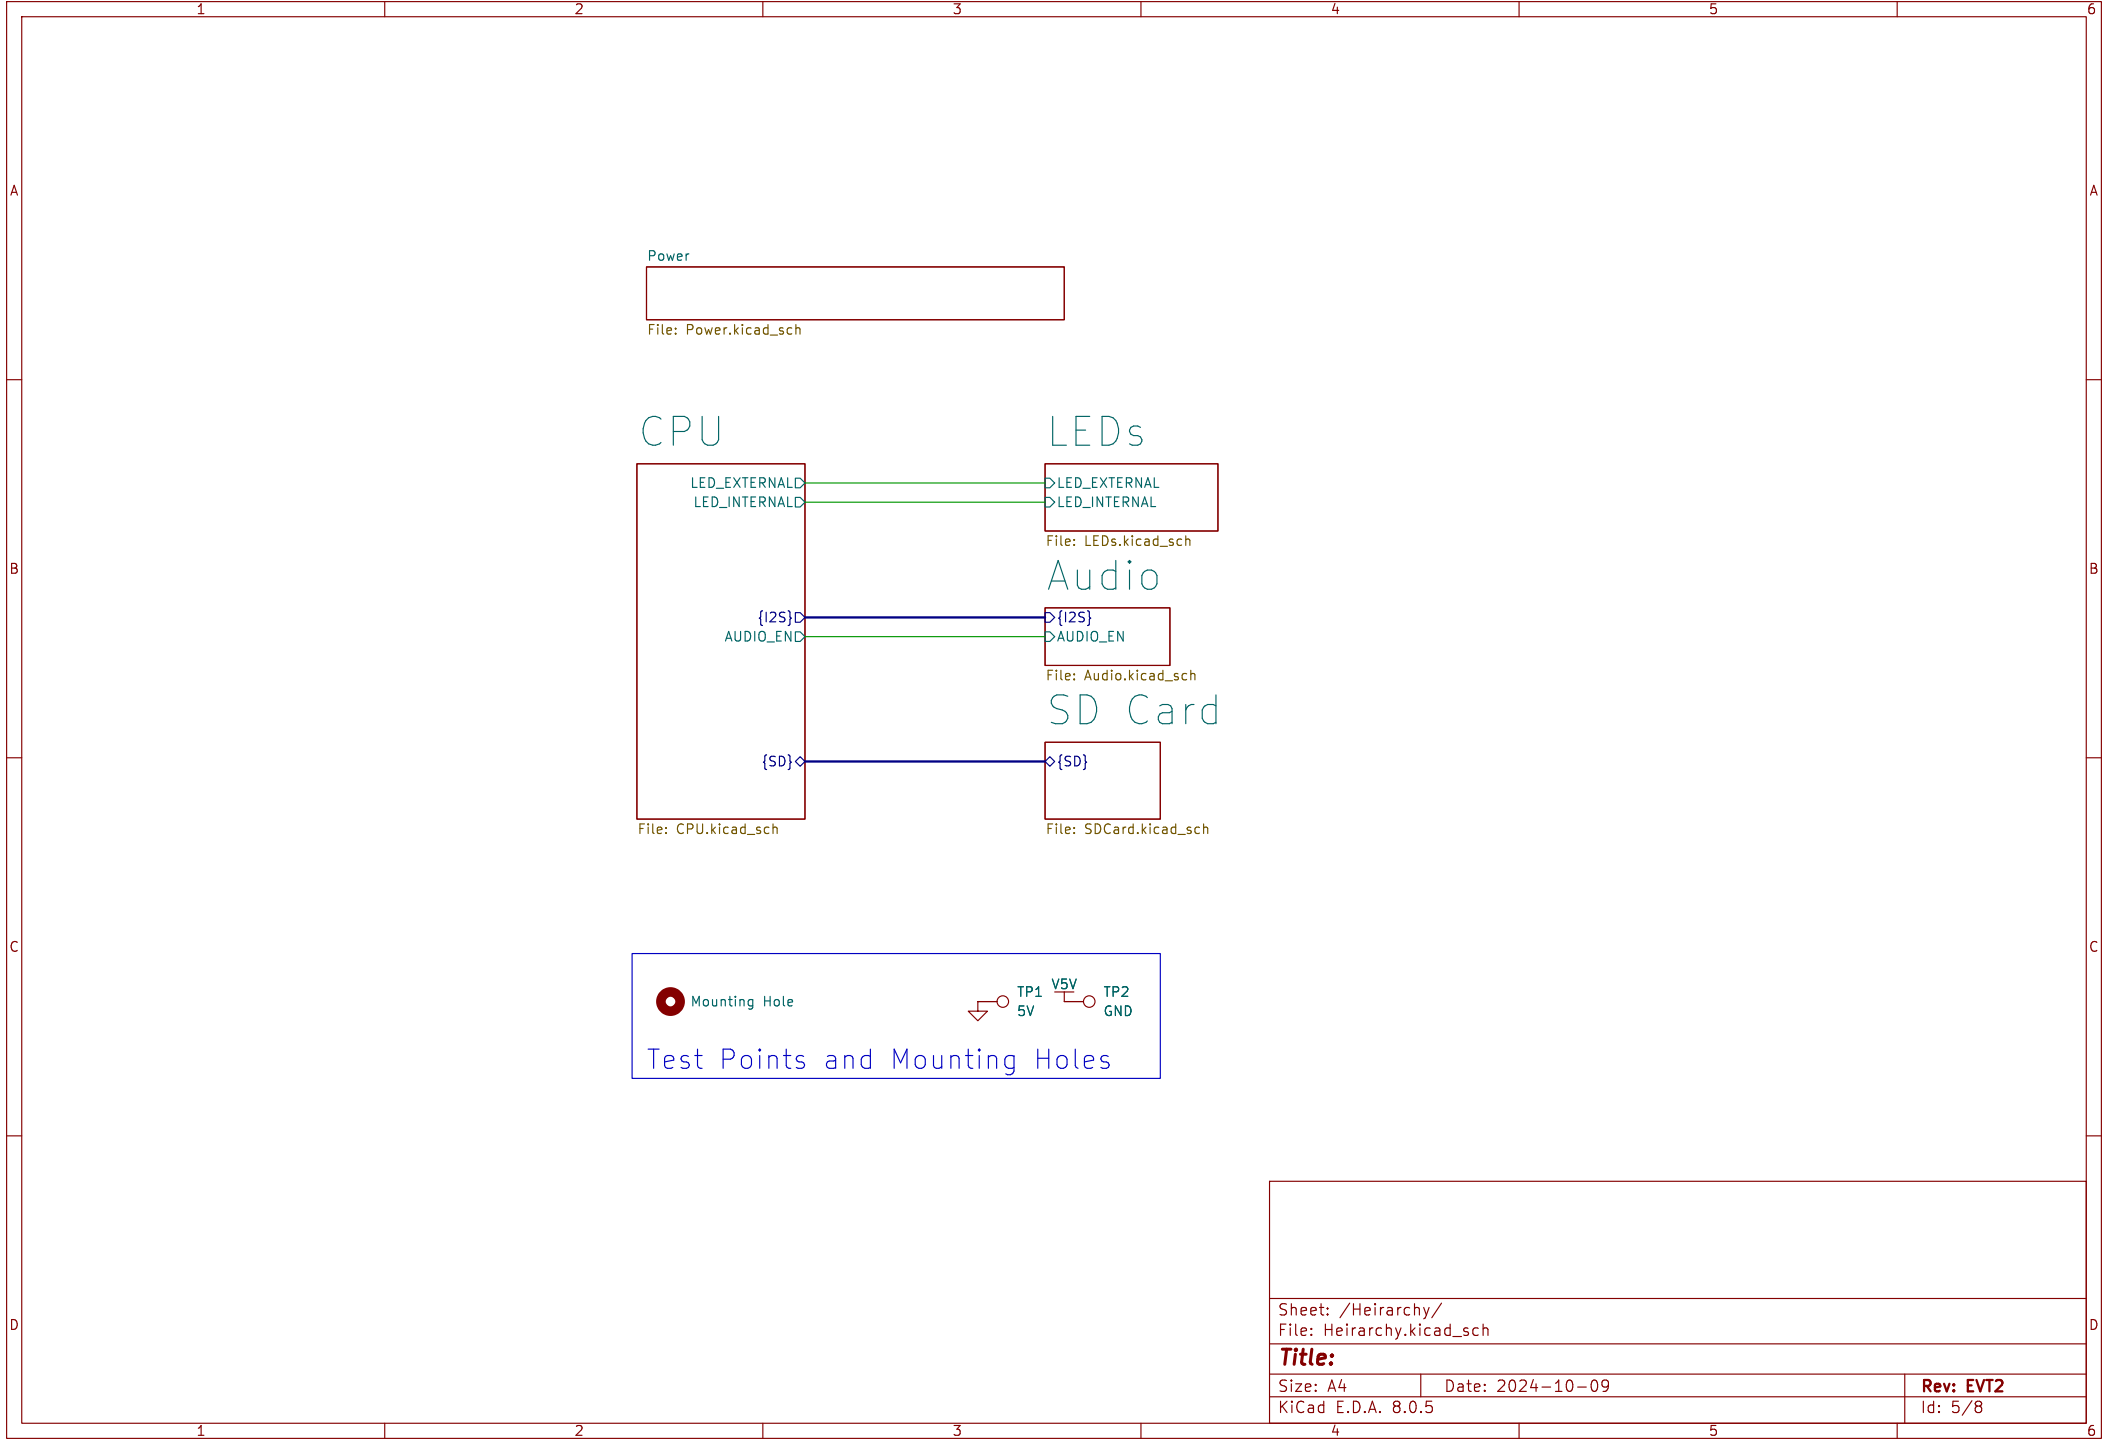 1 2 3 4 5 6
A A
Power
File: Power.kicad_sch
CPU LEDs
LED_EXTERNAL LED_EXTERNAL
LED_INTERNAL LED_INTERNAL
File: LEDs.kicad_sch
B B
Audio
{I2S} {I2S}
AUDIO_EN AUDIO_EN
File: Audio.kicad_sch
SD Card
{SD} {SD}
File: CPU.kicad_sch File: SDCard.kicad_sch
C C
V5V
TP1 TP2
Mounting Hole
5V GND
Test Points and Mounting Holes
Sheet: /Heirarchy/
D D
File: Heirarchy.kicad_sch
Title:
Size: A4 Date: 2024-10-09 Rev: EVT2
KiCad E.D.A. 8.0.5 Id: 5/8
1 2 3 4 5 6